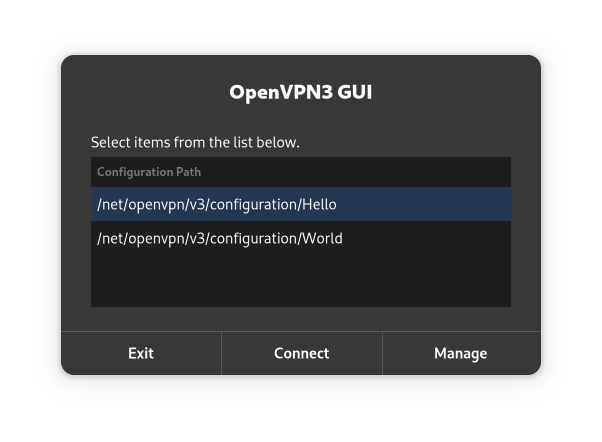 OpenVPN3 GUI
Select items from the list below.
Configuration Path
/net/openvpn/v3/configuration/Hello
/net/openvpn/v3/configuration/World
Exit
Connect
Manage